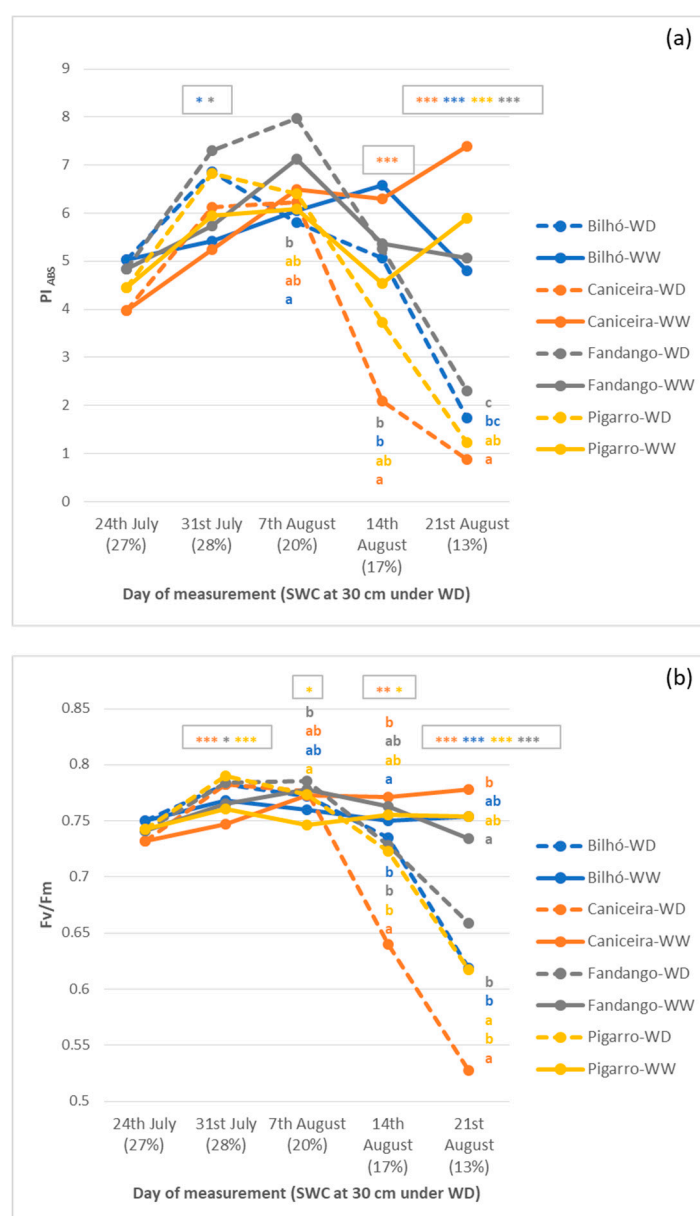 (a)
9
8
7
6
5
4
3
2
1
0
PI ABS
* *
***
*** *** *** ***
b
ab
ab
a
b
b
ab
a
c
bc
ab
a
24th July
(27%)
31st July
(28%)
7th August
(20%)
14th
August
(17%)
21st August
(13%)
Day of measurement (SWC at 30 cm under WD)
Bilhó-WD
Bilhó-WW
Caniceira-WD
Caniceira-WW
Fandango-WD
Fandango-WW
Pigarro-WD
Pigarro-WW
(b)
0.85
0.8
0.75
0.7
0.65
0.6
0.55
0.5
Fv/Fm
*** * ***
*
b
ab
ab
a
** *
b
ab
ab
a
*** *** *** ***
b
ab
ab
a
b
b
b
a
b
b
a
b
a
24th July
(27%)
31st July
(28%)
7th August
(20%)
14th
August
(17%)
21st
August
(13%)
Day of measurement (SWC at 30 cm under WD)
Bilhó-WD
Bilhó-WW
Caniceira-WD
Caniceira-WW
Fandango-WD
Fandango-WW
Pigarro-WD
Pigarro-WW